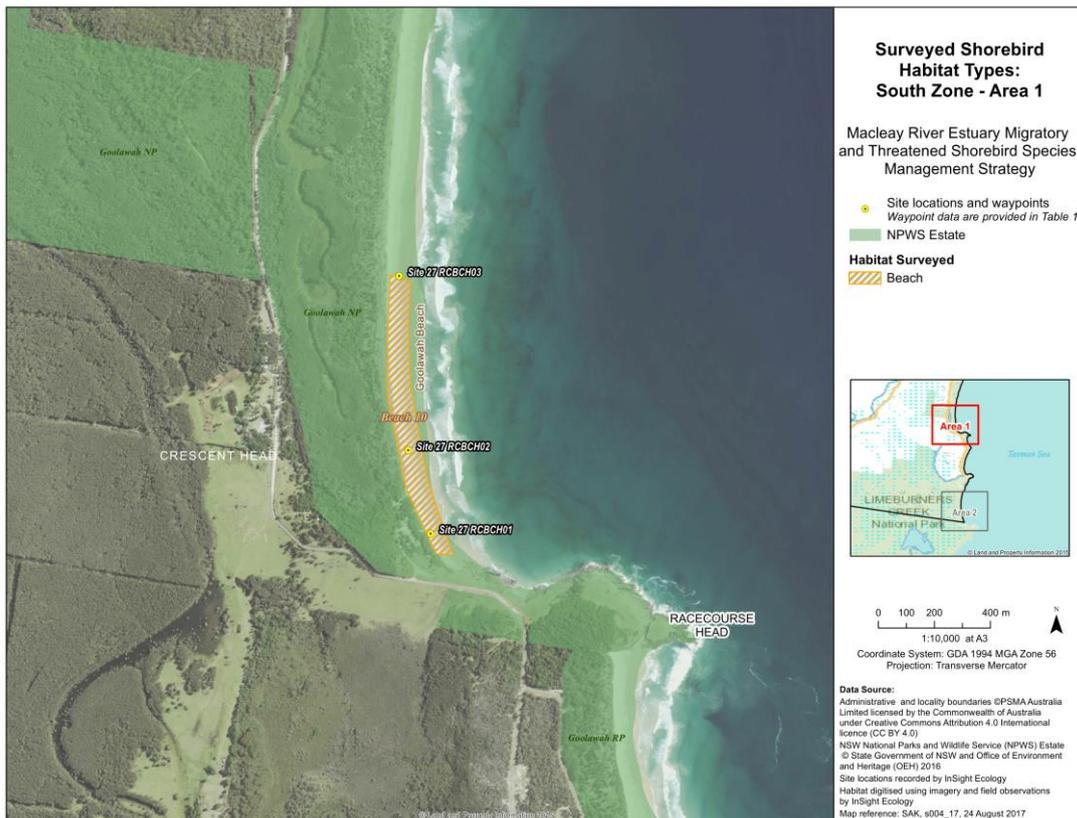 Goolawah NP
Goolawah NP
Site 27 RCBCH03
Goolawah Beach
Beach 10
Site 27 RCBCH02
CRESCENT HEAD
Site 27 RCBCH01
RACECOURSE
HEAD
Goolawah RP
Surveyed Shorebird
Habitat Types:
South Zone - Area 1
Macleay River Estuary Migratory
and Threatened Shorebird Species
Management Strategy
Site locations and waypoints
Waypoint data are provided in Table 1
NPWS Estate
Habitat Surveyed
Beach
Area 1
Tasman Sea
LIMEBURNERS
CREEK
National Park
Area 2
© Land and Property Information 2015
0 100 200 400 m
N
1:10,000 at A3
Coordinate System: GDA 1994 MGA Zone 56
Projection: Transverse Mercator
Data Source:
Administrative and locality boundaries ©PSMA Australia
Limited licensed by the Commonwealth of Australia
under Creative Commons Attribution 4.0 International
licence (CC BY 4.0)
NSW National Parks and Wildlife Service (NPWS) Estate
© State Government of NSW and Office of Environment
and Heritage (OEH) 2016
Site locations recorded by InSight Ecology
Habitat digitised using imagery and field observations
by InSight Ecology
Map reference: SAK, s004_17, 24 August 2017